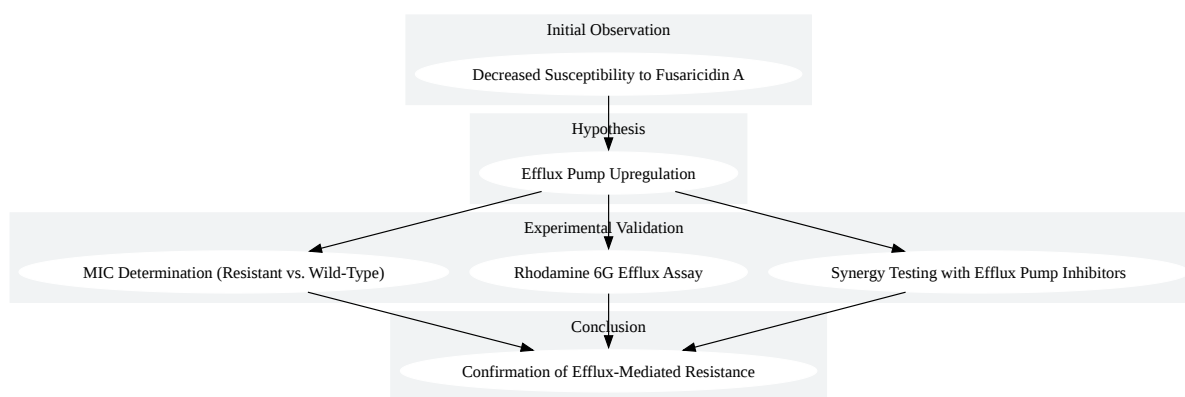 Initial Observation
Decreased Susceptibility to Fusaricidin A
Hypothesis
Efflux Pump Upregulation
Experimental Validation
MIC Determination (Resistant vs. Wild-Type)
Rhodamine 6G Efflux Assay
Synergy Testing with Efflux Pump Inhibitors
Conclusion
Confirmation of Efflux-Mediated Resistance